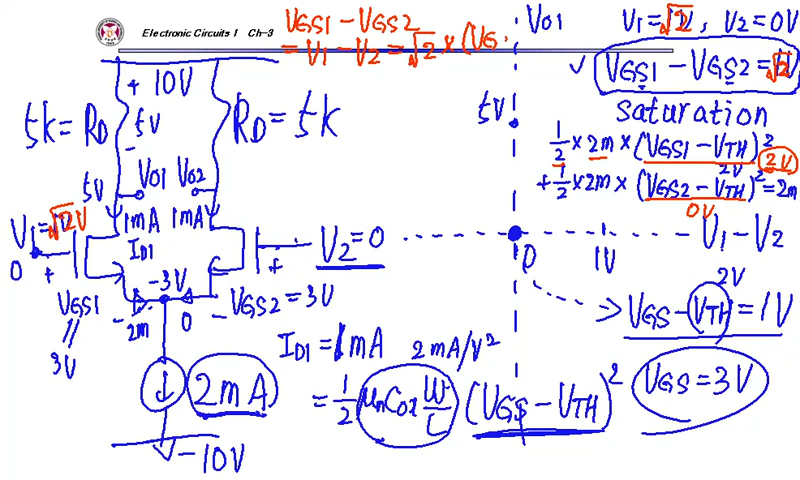 Electronic Circuits 1 Ch-3
VGS1 - VGS2
= V1 - V2 = √2 × (VG
VO1
V1 = √2 V, V2 = 0V
VGS1 - VGS2 = √2
saturation
1/2 × 2m × (VGS1 - VTH)² 2V
+ 1/2 × 2m × (VGS2 - VTH)² = 2m
2V
0V
+ 10V
5k = RD
5V
-
RD = 5k
5V
VO1 VO2
5V
V1 = √2V
1mA 1mA
ID1
0
+
+
V2 = 0
0
1V
V1 - V2
-3V
VGS1
-
2m
0
- VGS2 = 3V
3V
2V
VGS - VTH = 1V
ID1 = 1mA 2mA/V²
= 1/2 μnCox W/L (VGS - VTH)²
VGS = 3V
2mA
-10V